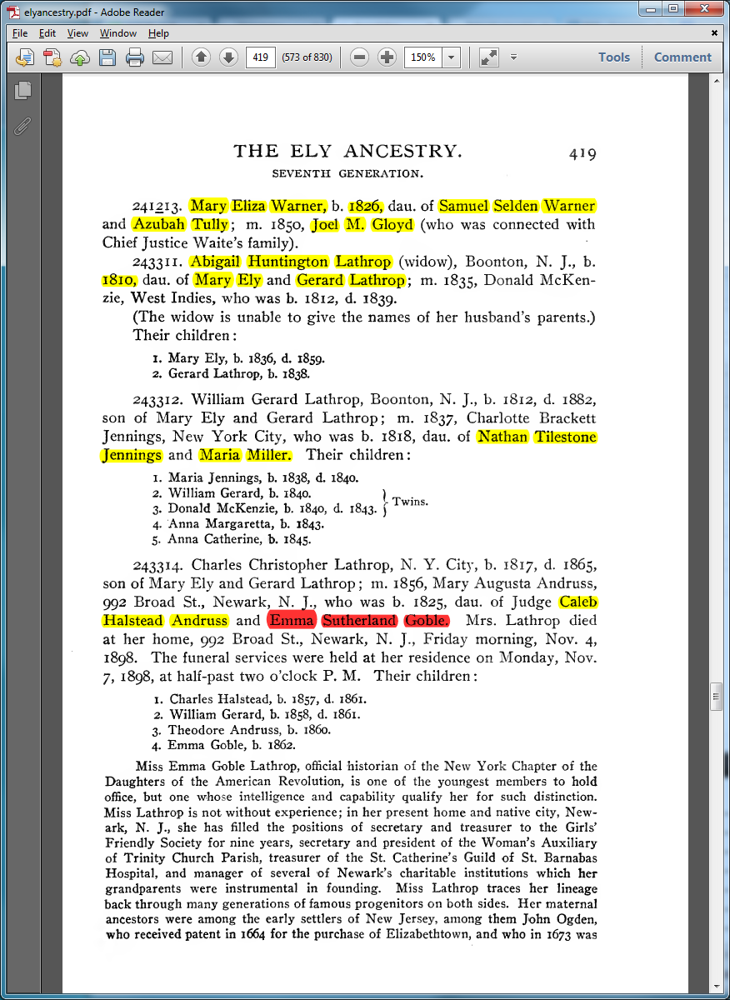 elyancestry.pdf - Adobe Reader
File Edit View Window Help
419 (573 of 830) 150% Tools Comment
THE ELY ANCESTRY. 419
SEVENTH GENERATION.
241213. Mary Eliza Warner, b. 1826, dau. of Samuel Selden Warner
and Azubah Tully; m. 1850, Joel M. Gloyd (who was connected with
Chief Justice Waite's family).
243311. Abigail Huntington Lathrop (widow), Boonton, N. J., b.
1810, dau. of Mary Ely and Gerard Lathrop; m. 1835, Donald McKen-
zie, West Indies, who was b. 1812, d. 1839.
(The widow is unable to give the names of her husband's parents.)
Their children:
1. Mary Ely, b. 1836, d. 1859.
2. Gerard Lathrop, b. 1838.
243312. William Gerard Lathrop, Boonton, N. J., b. 1812, d. 1882,
son of Mary Ely and Gerard Lathrop; m. 1837, Charlotte Brackett
Jennings, New York City, who was b. 1818, dau. of Nathan Tilestone
Jennings and Maria Miller. Their children:
1. Maria Jennings, b. 1838, d. 1840.
2. William Gerard, b. 1840.
3. Donald McKenzie, b. 1840, d. 1843. } Twins.
4. Anna Margaretta, b. 1843.
5. Anna Catherine, b. 1845.
243314. Charles Christopher Lathrop, N. Y. City, b. 1817, d. 1865,
son of Mary Ely and Gerard Lathrop; m. 1856, Mary Augusta Andruss,
992 Broad St., Newark, N. J., who was b. 1825, dau. of Judge Caleb
Halstead Andruss and Emma Sutherland Goble. Mrs. Lathrop died
at her home, 992 Broad St., Newark, N. J., Friday morning, Nov. 4,
1898. The funeral services were held at her residence on Monday, Nov.
7, 1898, at half-past two o'clock P. M. Their children:
1. Charles Halstead, b. 1857, d. 1861.
2. William Gerard, b. 1858, d. 1861.
3. Theodore Andruss, b. 1860.
4. Emma Goble, b. 1862.
Miss Emma Goble Lathrop, official historian of the New York Chapter of the
Daughters of the American Revolution, is one of the youngest members to hold
office, but one whose intelligence and capability qualify her for such distinction.
Miss Lathrop is not without experience; in her present home and native city, New-
ark, N. J., she has filled the positions of secretary and treasurer to the Girls'
Friendly Society for nine years, secretary and president of the Woman's Auxiliary
of Trinity Church Parish, treasurer of the St. Catherine's Guild of St. Barnabas
Hospital, and manager of several of Newark's charitable institutions which her
grandparents were instrumental in founding. Miss Lathrop traces her lineage
back through many generations of famous progenitors on both sides. Her maternal
ancestors were among the early settlers of New Jersey, among them John Ogden,
who received patent in 1664 for the purchase of Elizabethtown, and who in 1673 was